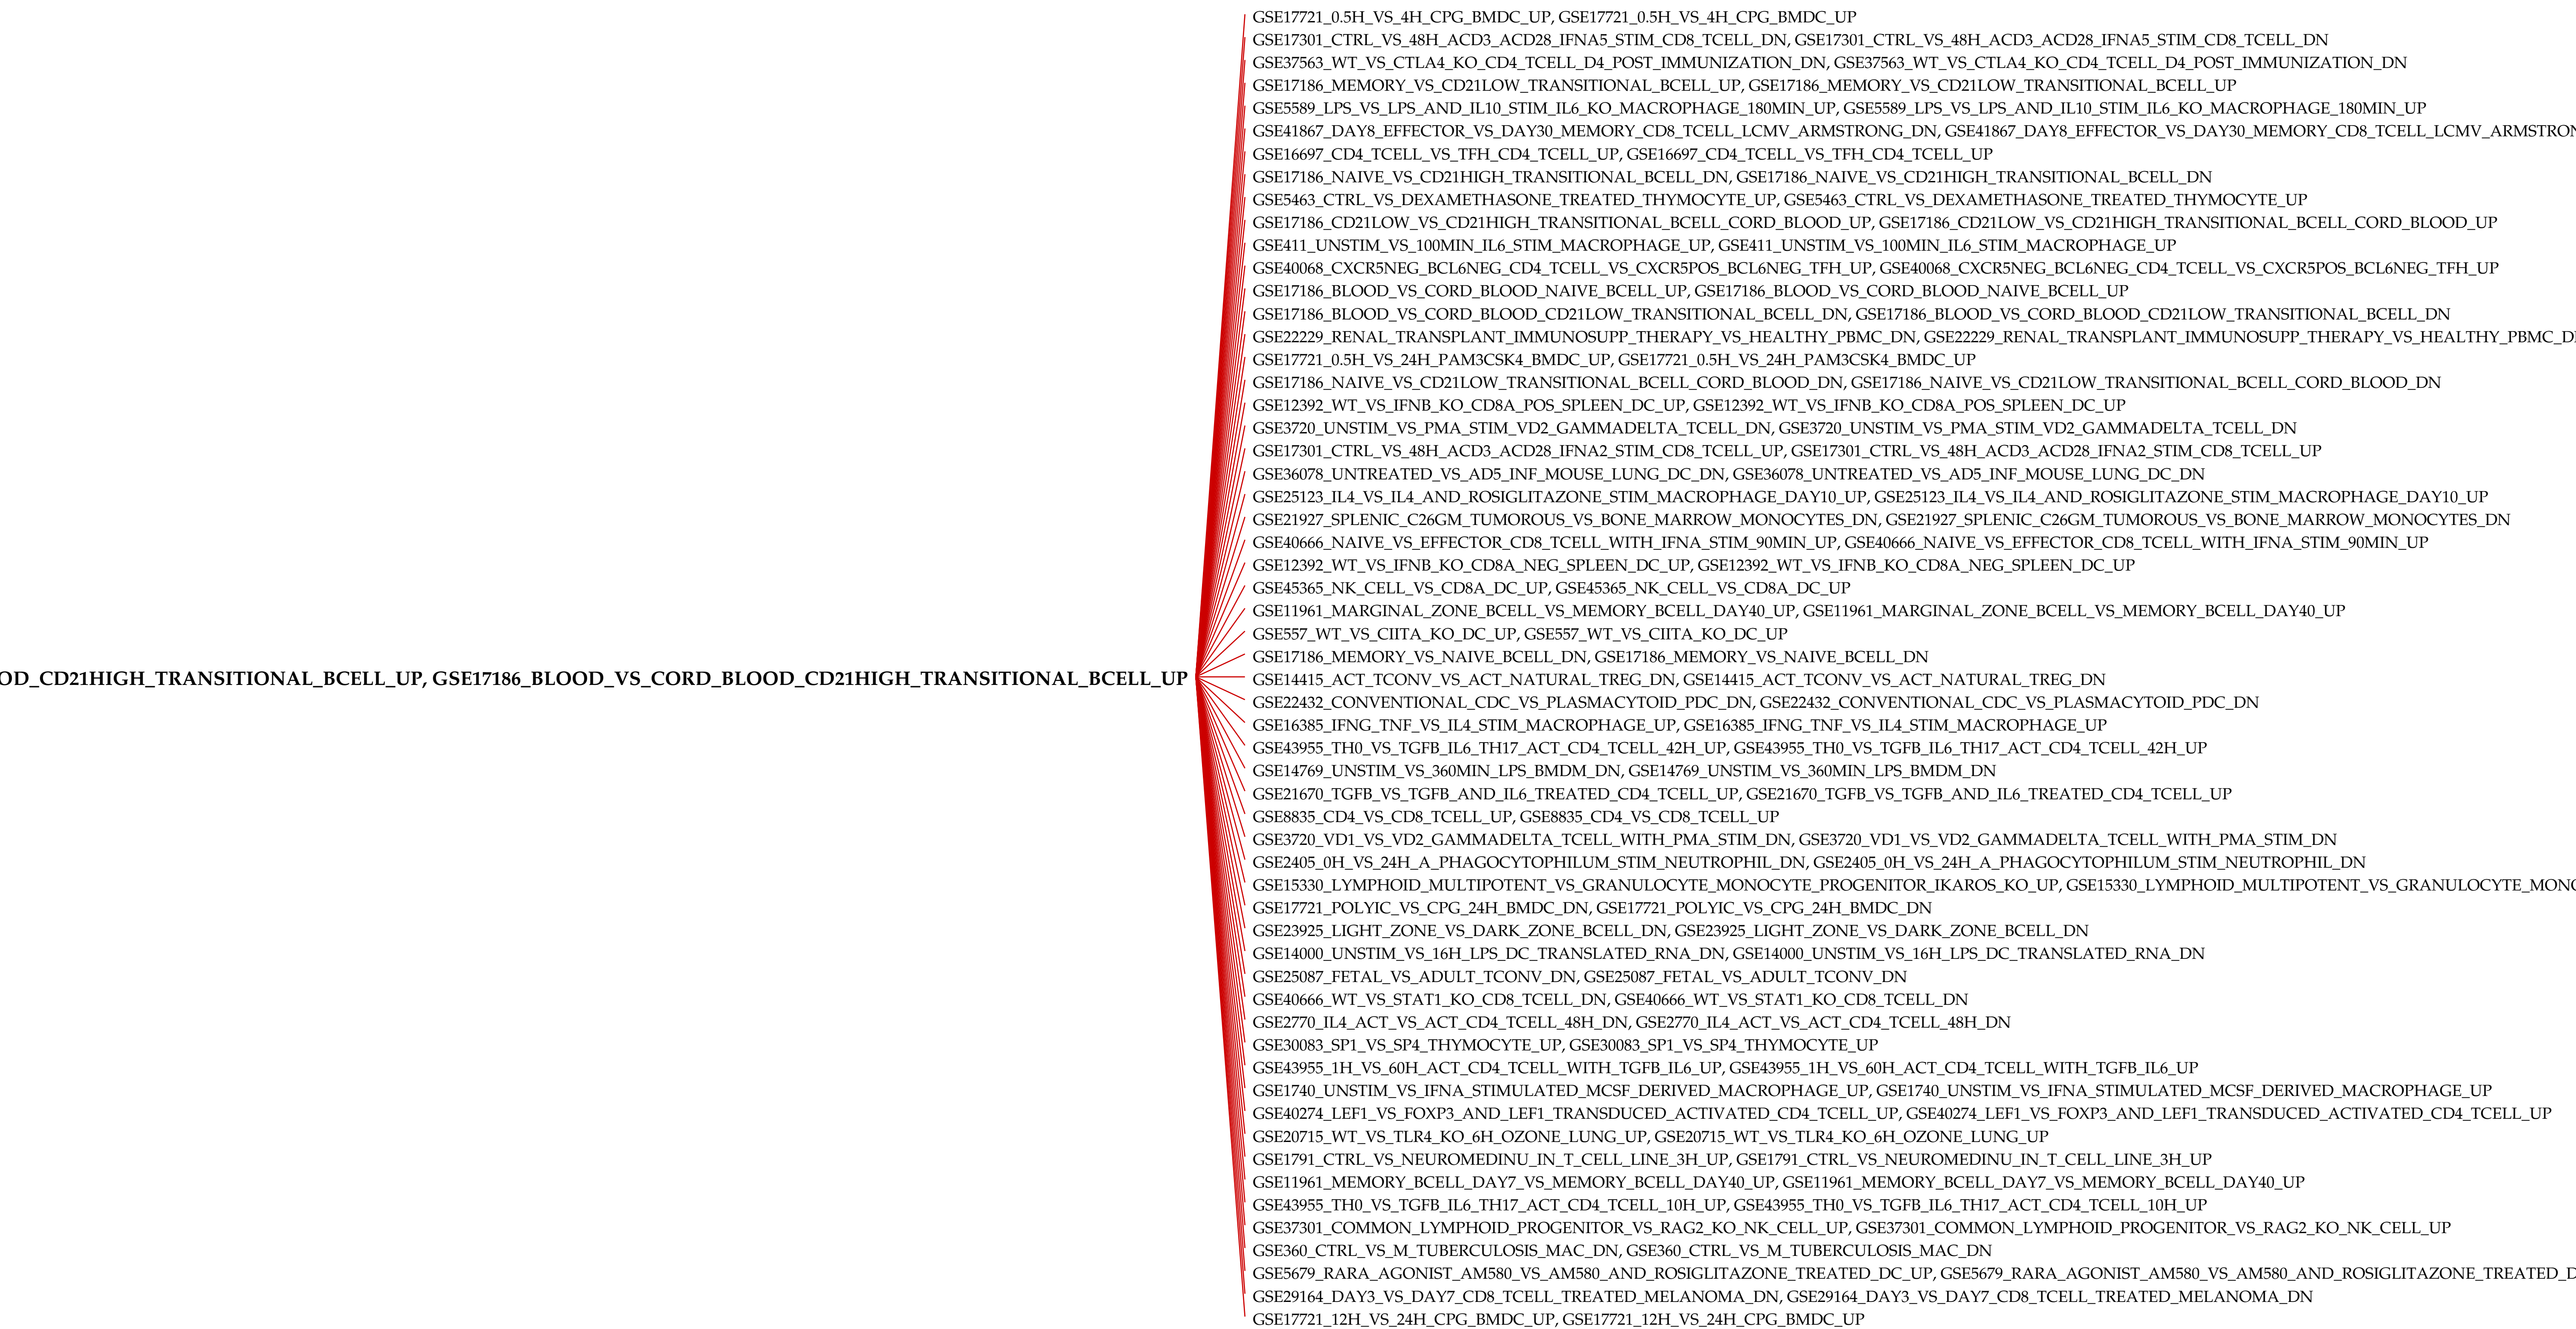 GSE17721_0.5H_VS_4H_CPG_BMDC_UP, GSE17721_0.5H_VS_4H_CPG_BMDC_UP
GSE17301_CTRL_VS_48H_ACD3_ACD28_IFNA5_STIM_CD8_TCELL_DN, GSE17301_CTRL_VS_48H_ACD3_ACD28_IFNA5_STIM_CD8_TCELL_DN
GSE37563_WT_VS_CTLA4_KO_CD4_TCELL_D4_POST_IMMUNIZATION_DN, GSE37563_WT_VS_CTLA4_KO_CD4_TCELL_D4_POST_IMMUNIZATION_DN
GSE17186_MEMORY_VS_CD21LOW_TRANSITIONAL_BCELL_UP, GSE17186_MEMORY_VS_CD21LOW_TRANSITIONAL_BCELL_UP
GSE5589_LPS_VS_LPS_AND_IL10_STIM_IL6_KO_MACROPHAGE_180MIN_UP, GSE5589_LPS_VS_LPS_AND_IL10_STIM_IL6_KO_MACROPHAGE_180MIN_UP
GSE41867_DAY8_EFFECTOR_VS_DAY30_MEMORY_CD8_TCELL_LCMV_ARMSTRONG_DN, GSE41867_DAY8_EFFECTOR_VS_DAY30_MEMORY_CD8_TCELL_LCMV_ARMSTRON
GSE16697_CD4_TCELL_VS_TFH_CD4_TCELL_UP, GSE16697_CD4_TCELL_VS_TFH_CD4_TCELL_UP
GSE17186_NAIVE_VS_CD21HIGH_TRANSITIONAL_BCELL_DN, GSE17186_NAIVE_VS_CD21HIGH_TRANSITIONAL_BCELL_DN
GSE5463_CTRL_VS_DEXAMETHASONE_TREATED_THYMOCYTE_UP, GSE5463_CTRL_VS_DEXAMETHASONE_TREATED_THYMOCYTE_UP
GSE17186_CD21LOW_VS_CD21HIGH_TRANSITIONAL_BCELL_CORD_BLOOD_UP, GSE17186_CD21LOW_VS_CD21HIGH_TRANSITIONAL_BCELL_CORD_BLOOD_UP
GSE411_UNSTIM_VS_100MIN_IL6_STIM_MACROPHAGE_UP, GSE411_UNSTIM_VS_100MIN_IL6_STIM_MACROPHAGE_UP
GSE40068_CXCR5NEG_BCL6NEG_CD4_TCELL_VS_CXCR5POS_BCL6NEG_TFH_UP, GSE40068_CXCR5NEG_BCL6NEG_CD4_TCELL_VS_CXCR5POS_BCL6NEG_TFH_UP
GSE17186_BLOOD_VS_CORD_BLOOD_NAIVE_BCELL_UP, GSE17186_BLOOD_VS_CORD_BLOOD_NAIVE_BCELL_UP
GSE17186_BLOOD_VS_CORD_BLOOD_CD21LOW_TRANSITIONAL_BCELL_DN, GSE17186_BLOOD_VS_CORD_BLOOD_CD21LOW_TRANSITIONAL_BCELL_DN
GSE22229_RENAL_TRANSPLANT_IMMUNOSUPP_THERAPY_VS_HEALTHY_PBMC_DN, GSE22229_RENAL_TRANSPLANT_IMMUNOSUPP_THERAPY_VS_HEALTHY_PBMC_D
GSE17721_0.5H_VS_24H_PAM3CSK4_BMDC_UP, GSE17721_0.5H_VS_24H_PAM3CSK4_BMDC_UP
GSE17186_NAIVE_VS_CD21LOW_TRANSITIONAL_BCELL_CORD_BLOOD_DN, GSE17186_NAIVE_VS_CD21LOW_TRANSITIONAL_BCELL_CORD_BLOOD_DN
GSE12392_WT_VS_IFNB_KO_CD8A_POS_SPLEEN_DC_UP, GSE12392_WT_VS_IFNB_KO_CD8A_POS_SPLEEN_DC_UP
GSE3720_UNSTIM_VS_PMA_STIM_VD2_GAMMADELTA_TCELL_DN, GSE3720_UNSTIM_VS_PMA_STIM_VD2_GAMMADELTA_TCELL_DN
GSE17301_CTRL_VS_48H_ACD3_ACD28_IFNA2_STIM_CD8_TCELL_UP, GSE17301_CTRL_VS_48H_ACD3_ACD28_IFNA2_STIM_CD8_TCELL_UP
GSE36078_UNTREATED_VS_AD5_INF_MOUSE_LUNG_DC_DN, GSE36078_UNTREATED_VS_AD5_INF_MOUSE_LUNG_DC_DN
GSE25123_IL4_VS_IL4_AND_ROSIGLITAZONE_STIM_MACROPHAGE_DAY10_UP, GSE25123_IL4_VS_IL4_AND_ROSIGLITAZONE_STIM_MACROPHAGE_DAY10_UP
GSE21927_SPLENIC_C26GM_TUMOROUS_VS_BONE_MARROW_MONOCYTES_DN, GSE21927_SPLENIC_C26GM_TUMOROUS_VS_BONE_MARROW_MONOCYTES_DN
GSE40666_NAIVE_VS_EFFECTOR_CD8_TCELL_WITH_IFNA_STIM_90MIN_UP, GSE40666_NAIVE_VS_EFFECTOR_CD8_TCELL_WITH_IFNA_STIM_90MIN_UP
GSE12392_WT_VS_IFNB_KO_CD8A_NEG_SPLEEN_DC_UP, GSE12392_WT_VS_IFNB_KO_CD8A_NEG_SPLEEN_DC_UP
GSE45365_NK_CELL_VS_CD8A_DC_UP, GSE45365_NK_CELL_VS_CD8A_DC_UP
GSE11961_MARGINAL_ZONE_BCELL_VS_MEMORY_BCELL_DAY40_UP, GSE11961_MARGINAL_ZONE_BCELL_VS_MEMORY_BCELL_DAY40_UP
GSE557_WT_VS_CIITA_KO_DC_UP, GSE557_WT_VS_CIITA_KO_DC_UP
GSE17186_MEMORY_VS_NAIVE_BCELL_DN, GSE17186_MEMORY_VS_NAIVE_BCELL_DN
OD_CD21HIGH_TRANSITIONAL_BCELL_UP, GSE17186_BLOOD_VS_CORD_BLOOD_CD21HIGH_TRANSITIONAL_BCELL_UP
GSE14415_ACT_TCONV_VS_ACT_NATURAL_TREG_DN, GSE14415_ACT_TCONV_VS_ACT_NATURAL_TREG_DN
GSE22432_CONVENTIONAL_CDC_VS_PLASMACYTOID_PDC_DN, GSE22432_CONVENTIONAL_CDC_VS_PLASMACYTOID_PDC_DN
GSE16385_IFNG_TNF_VS_IL4_STIM_MACROPHAGE_UP, GSE16385_IFNG_TNF_VS_IL4_STIM_MACROPHAGE_UP
GSE43955_TH0_VS_TGFB_IL6_TH17_ACT_CD4_TCELL_42H_UP, GSE43955_TH0_VS_TGFB_IL6_TH17_ACT_CD4_TCELL_42H_UP
GSE14769_UNSTIM_VS_360MIN_LPS_BMDM_DN, GSE14769_UNSTIM_VS_360MIN_LPS_BMDM_DN
GSE21670_TGFB_VS_TGFB_AND_IL6_TREATED_CD4_TCELL_UP, GSE21670_TGFB_VS_TGFB_AND_IL6_TREATED_CD4_TCELL_UP
GSE8835_CD4_VS_CD8_TCELL_UP, GSE8835_CD4_VS_CD8_TCELL_UP
GSE3720_VD1_VS_VD2_GAMMADELTA_TCELL_WITH_PMA_STIM_DN, GSE3720_VD1_VS_VD2_GAMMADELTA_TCELL_WITH_PMA_STIM_DN
GSE2405_0H_VS_24H_A_PHAGOCYTOPHILUM_STIM_NEUTROPHIL_DN, GSE2405_0H_VS_24H_A_PHAGOCYTOPHILUM_STIM_NEUTROPHIL_DN
GSE15330_LYMPHOID_MULTIPOTENT_VS_GRANULOCYTE_MONOCYTE_PROGENITOR_IKAROS_KO_UP, GSE15330_LYMPHOID_MULTIPOTENT_VS_GRANULOCYTE_MONO
GSE17721_POLYIC_VS_CPG_24H_BMDC_DN, GSE17721_POLYIC_VS_CPG_24H_BMDC_DN
GSE23925_LIGHT_ZONE_VS_DARK_ZONE_BCELL_DN, GSE23925_LIGHT_ZONE_VS_DARK_ZONE_BCELL_DN
GSE14000_UNSTIM_VS_16H_LPS_DC_TRANSLATED_RNA_DN, GSE14000_UNSTIM_VS_16H_LPS_DC_TRANSLATED_RNA_DN
GSE25087_FETAL_VS_ADULT_TCONV_DN, GSE25087_FETAL_VS_ADULT_TCONV_DN
GSE40666_WT_VS_STAT1_KO_CD8_TCELL_DN, GSE40666_WT_VS_STAT1_KO_CD8_TCELL_DN
GSE2770_IL4_ACT_VS_ACT_CD4_TCELL_48H_DN, GSE2770_IL4_ACT_VS_ACT_CD4_TCELL_48H_DN
GSE30083_SP1_VS_SP4_THYMOCYTE_UP, GSE30083_SP1_VS_SP4_THYMOCYTE_UP
GSE43955_1H_VS_60H_ACT_CD4_TCELL_WITH_TGFB_IL6_UP, GSE43955_1H_VS_60H_ACT_CD4_TCELL_WITH_TGFB_IL6_UP
GSE1740_UNSTIM_VS_IFNA_STIMULATED_MCSF_DERIVED_MACROPHAGE_UP, GSE1740_UNSTIM_VS_IFNA_STIMULATED_MCSF_DERIVED_MACROPHAGE_UP
GSE40274_LEF1_VS_FOXP3_AND_LEF1_TRANSDUCED_ACTIVATED_CD4_TCELL_UP, GSE40274_LEF1_VS_FOXP3_AND_LEF1_TRANSDUCED_ACTIVATED_CD4_TCELL_UP
GSE20715_WT_VS_TLR4_KO_6H_OZONE_LUNG_UP, GSE20715_WT_VS_TLR4_KO_6H_OZONE_LUNG_UP
GSE1791_CTRL_VS_NEUROMEDINU_IN_T_CELL_LINE_3H_UP, GSE1791_CTRL_VS_NEUROMEDINU_IN_T_CELL_LINE_3H_UP
GSE11961_MEMORY_BCELL_DAY7_VS_MEMORY_BCELL_DAY40_UP, GSE11961_MEMORY_BCELL_DAY7_VS_MEMORY_BCELL_DAY40_UP
GSE43955_TH0_VS_TGFB_IL6_TH17_ACT_CD4_TCELL_10H_UP, GSE43955_TH0_VS_TGFB_IL6_TH17_ACT_CD4_TCELL_10H_UP
GSE37301_COMMON_LYMPHOID_PROGENITOR_VS_RAG2_KO_NK_CELL_UP, GSE37301_COMMON_LYMPHOID_PROGENITOR_VS_RAG2_KO_NK_CELL_UP
GSE360_CTRL_VS_M_TUBERCULOSIS_MAC_DN, GSE360_CTRL_VS_M_TUBERCULOSIS_MAC_DN
GSE5679_RARA_AGONIST_AM580_VS_AM580_AND_ROSIGLITAZONE_TREATED_DC_UP, GSE5679_RARA_AGONIST_AM580_VS_AM580_AND_ROSIGLITAZONE_TREATED_D
GSE29164_DAY3_VS_DAY7_CD8_TCELL_TREATED_MELANOMA_DN, GSE29164_DAY3_VS_DAY7_CD8_TCELL_TREATED_MELANOMA_DN
GSE17721_12H_VS_24H_CPG_BMDC_UP, GSE17721_12H_VS_24H_CPG_BMDC_UP